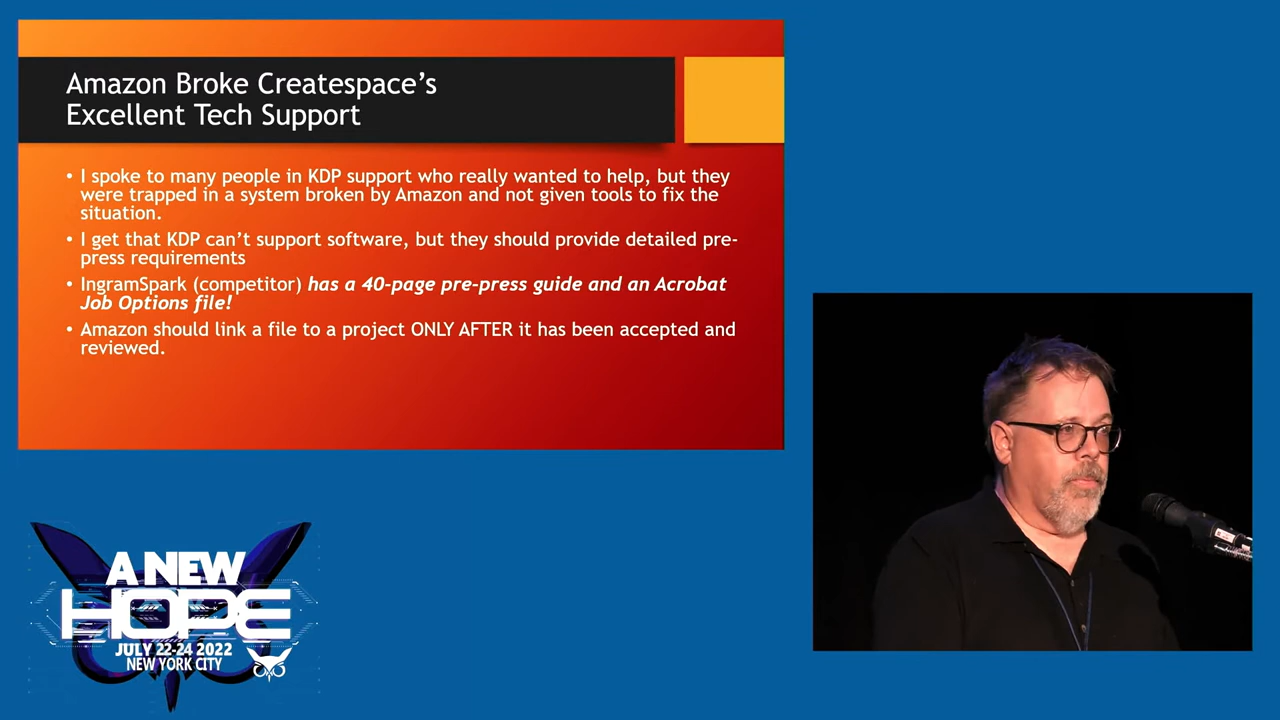 Amazon Broke Createspace's
Excellent Tech Support
• I spoke to many people in KDP support who really wanted to help, but they
were trapped in a system broken by Amazon and not given tools to fix the
situation.
• I get that KDP can't support software, but they should provide detailed pre-
press requirements
• IngramSpark (competitor) has a 40-page pre-press guide and an Acrobat
Job Options file!
• Amazon should link a file to a project ONLY AFTER it has been accepted and
reviewed.
A NEW
HOPE
JULY 22-24 2022
NEW YORK CITY